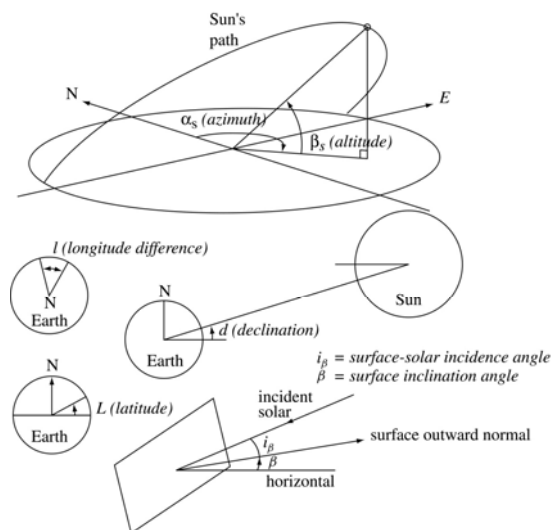 Sun's
path
N
E
αs (azimuth)
βs (altitude)
l (longitude difference)
N
Earth
N
Earth
d (declination)
Sun
N
L (latitude)
Earth
iβ = surface-solar incidence angle
β = surface inclination angle
incident
solar
iβ
β
surface outward normal
horizontal